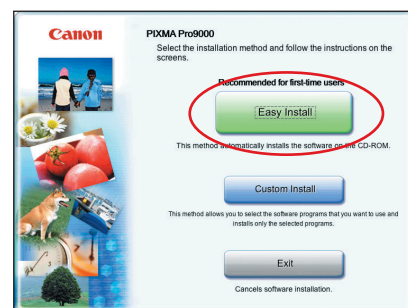 Canon
PIXMA Pro9000
Select the installation method and follow the instructions on the
screens.
Recommended for first-time users
Easy Install
This method automatically installs the software on the CD-ROM.
Custom Install
This method allows you to select the software programs that you want to use and
installs only the selected programs.
Exit
Cancels software installation.